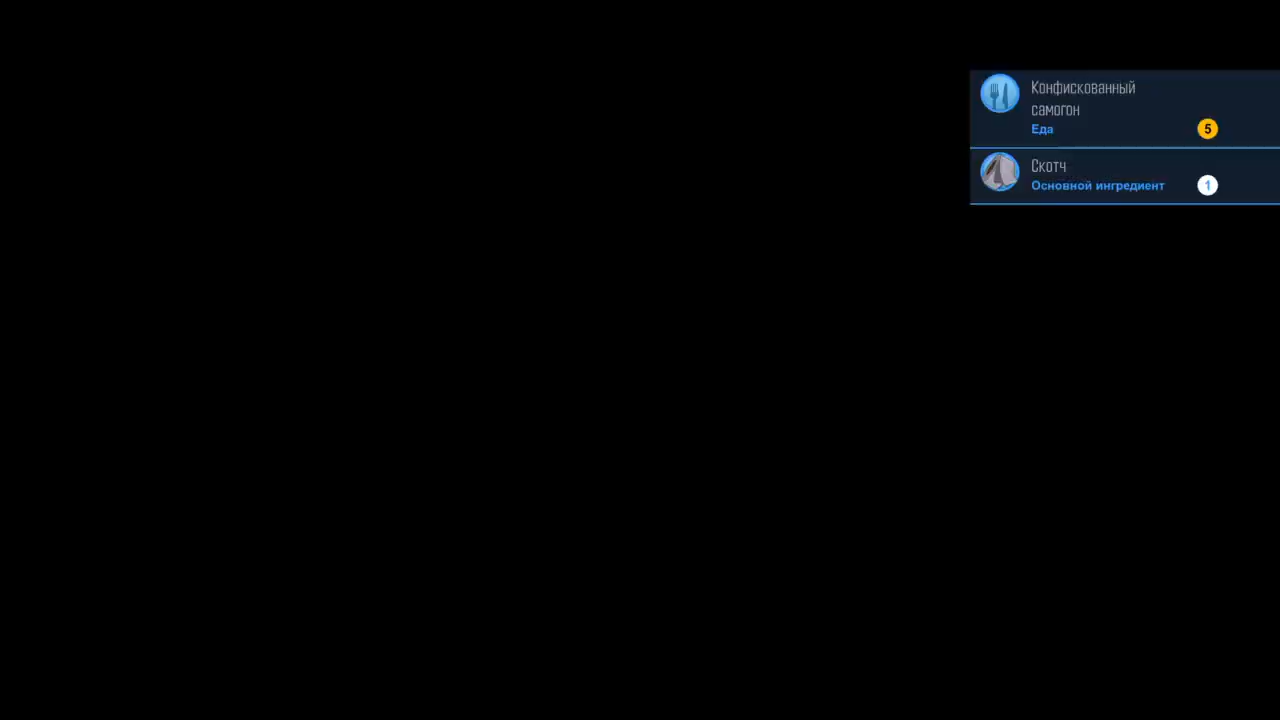 Конфискованный
самогон
Еда 5
Скотч
Основной ингредиент 1